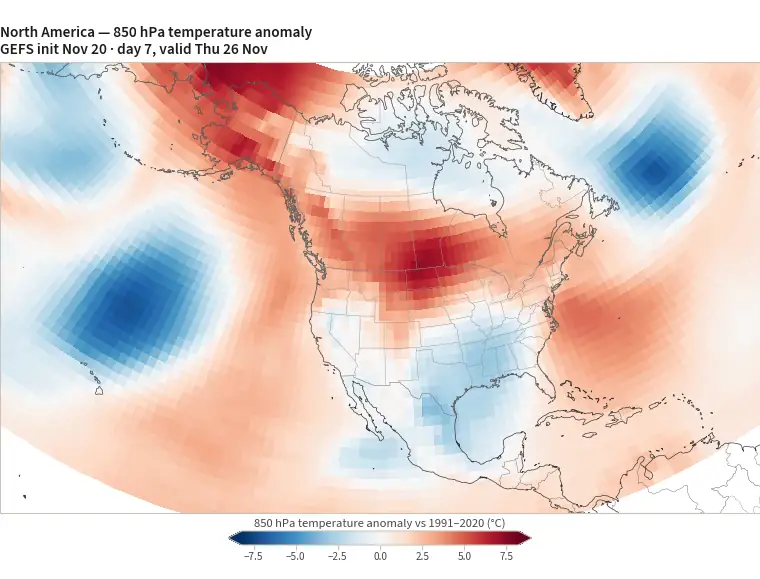 North America — 850 hPa temperature anomaly
GEFS init Nov 20 · day 7, valid Thu 26 Nov
850 hPa temperature anomaly vs 1991–2020 (°C)
−7.5 −5.0 −2.5 0.0 2.5 5.0 7.5